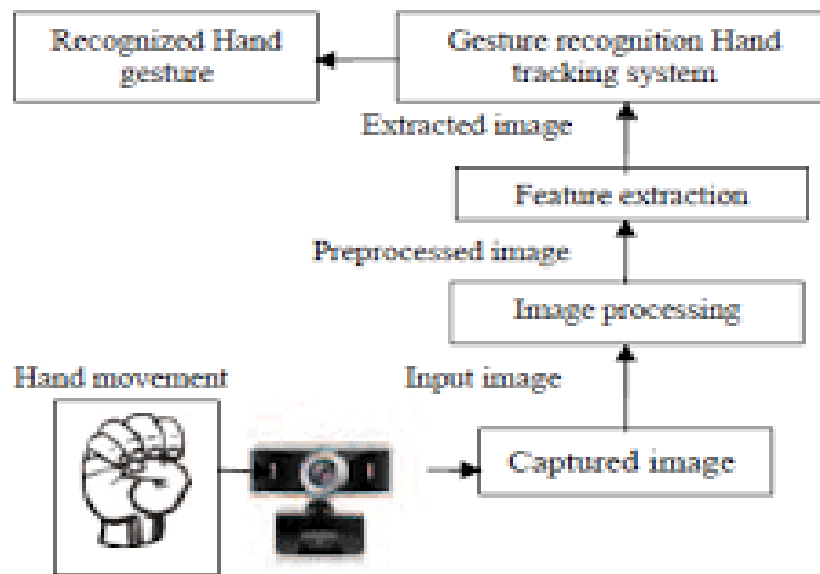 Recognized Hand
gesture
Gesture recognition Hand
tracking system
Extracted image
Feature extraction
Preprocessed image
Image processing
Hand movement
Input image
Captured image